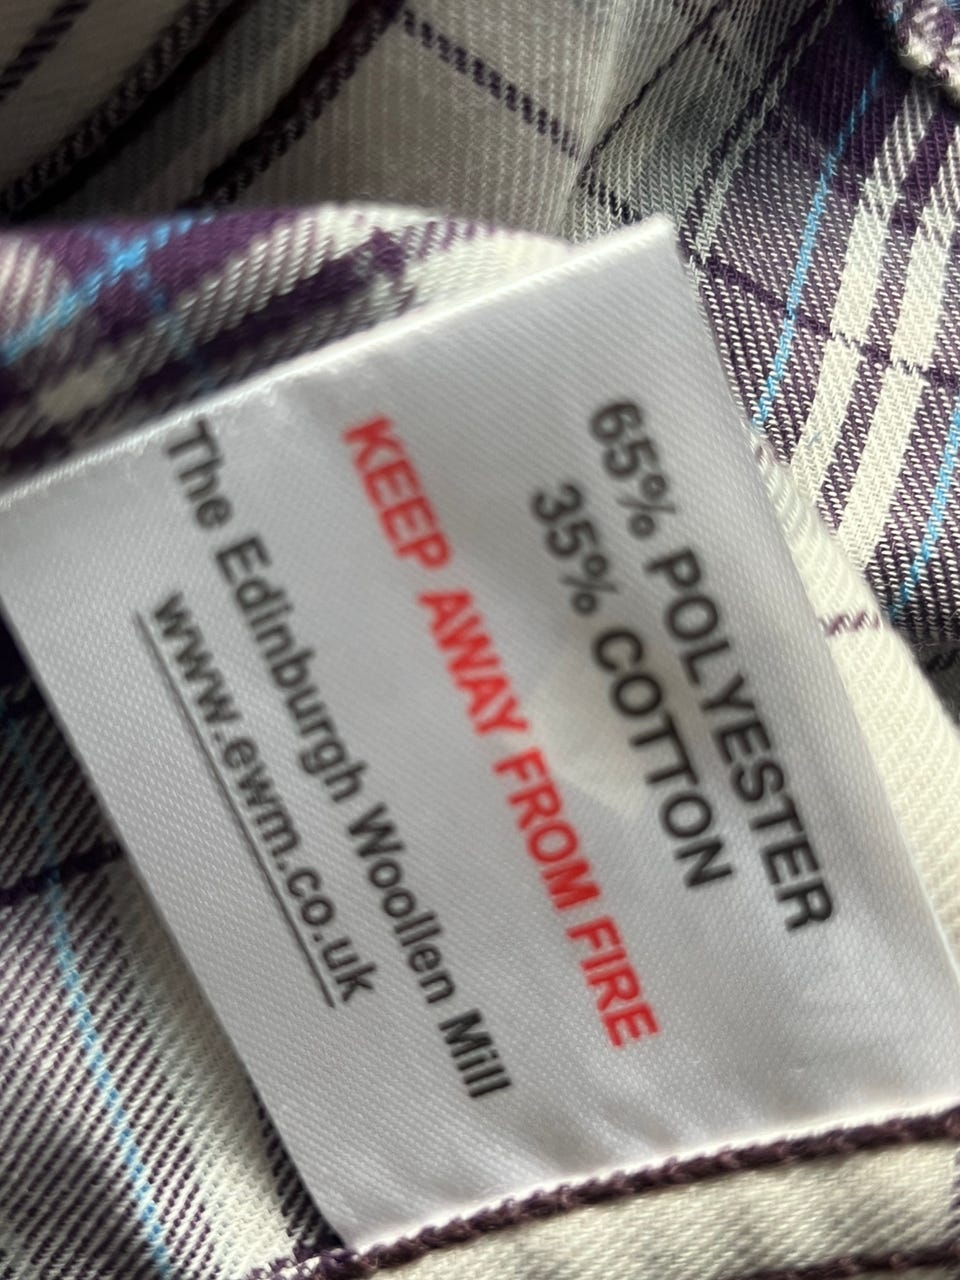 65% POLYESTER
35% COTTON
KEEP AWAY FROM FIRE
The Edinburgh Woollen Mill
www.ewm.co.uk